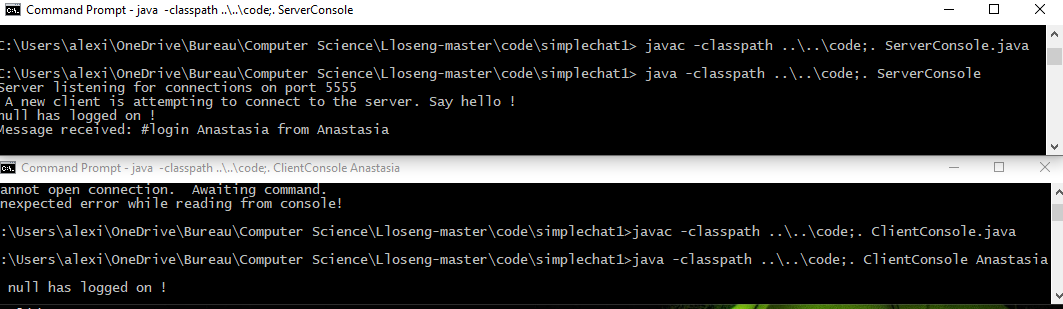 Command Prompt - java -classpath ..\..\code;. ServerConsole
C:\Users\alexi\OneDrive\Bureau\Computer Science\Lloseng-master\code\simplechat1> javac -classpath ..\..\code;. ServerConsole.java
C:\Users\alexi\OneDrive\Bureau\Computer Science\Lloseng-master\code\simplechat1> java -classpath ..\..\code;. ServerConsole
Server listening for connections on port 5555
A new client is attempting to connect to the server. Say hello !
null has logged on !
Message received: #login Anastasia from Anastasia
Command Prompt - java -classpath ..\..\code;. ClientConsole Anastasia
annot open connection. Awaiting command.
nexpected error while reading from console!
:\Users\alexi\OneDrive\Bureau\Computer Science\Lloseng-master\code\simplechat1>javac -classpath ..\..\code;. ClientConsole.java
:\Users\alexi\OneDrive\Bureau\Computer Science\Lloseng-master\code\simplechat1>java -classpath ..\..\code;. ClientConsole Anastasia
null has logged on !